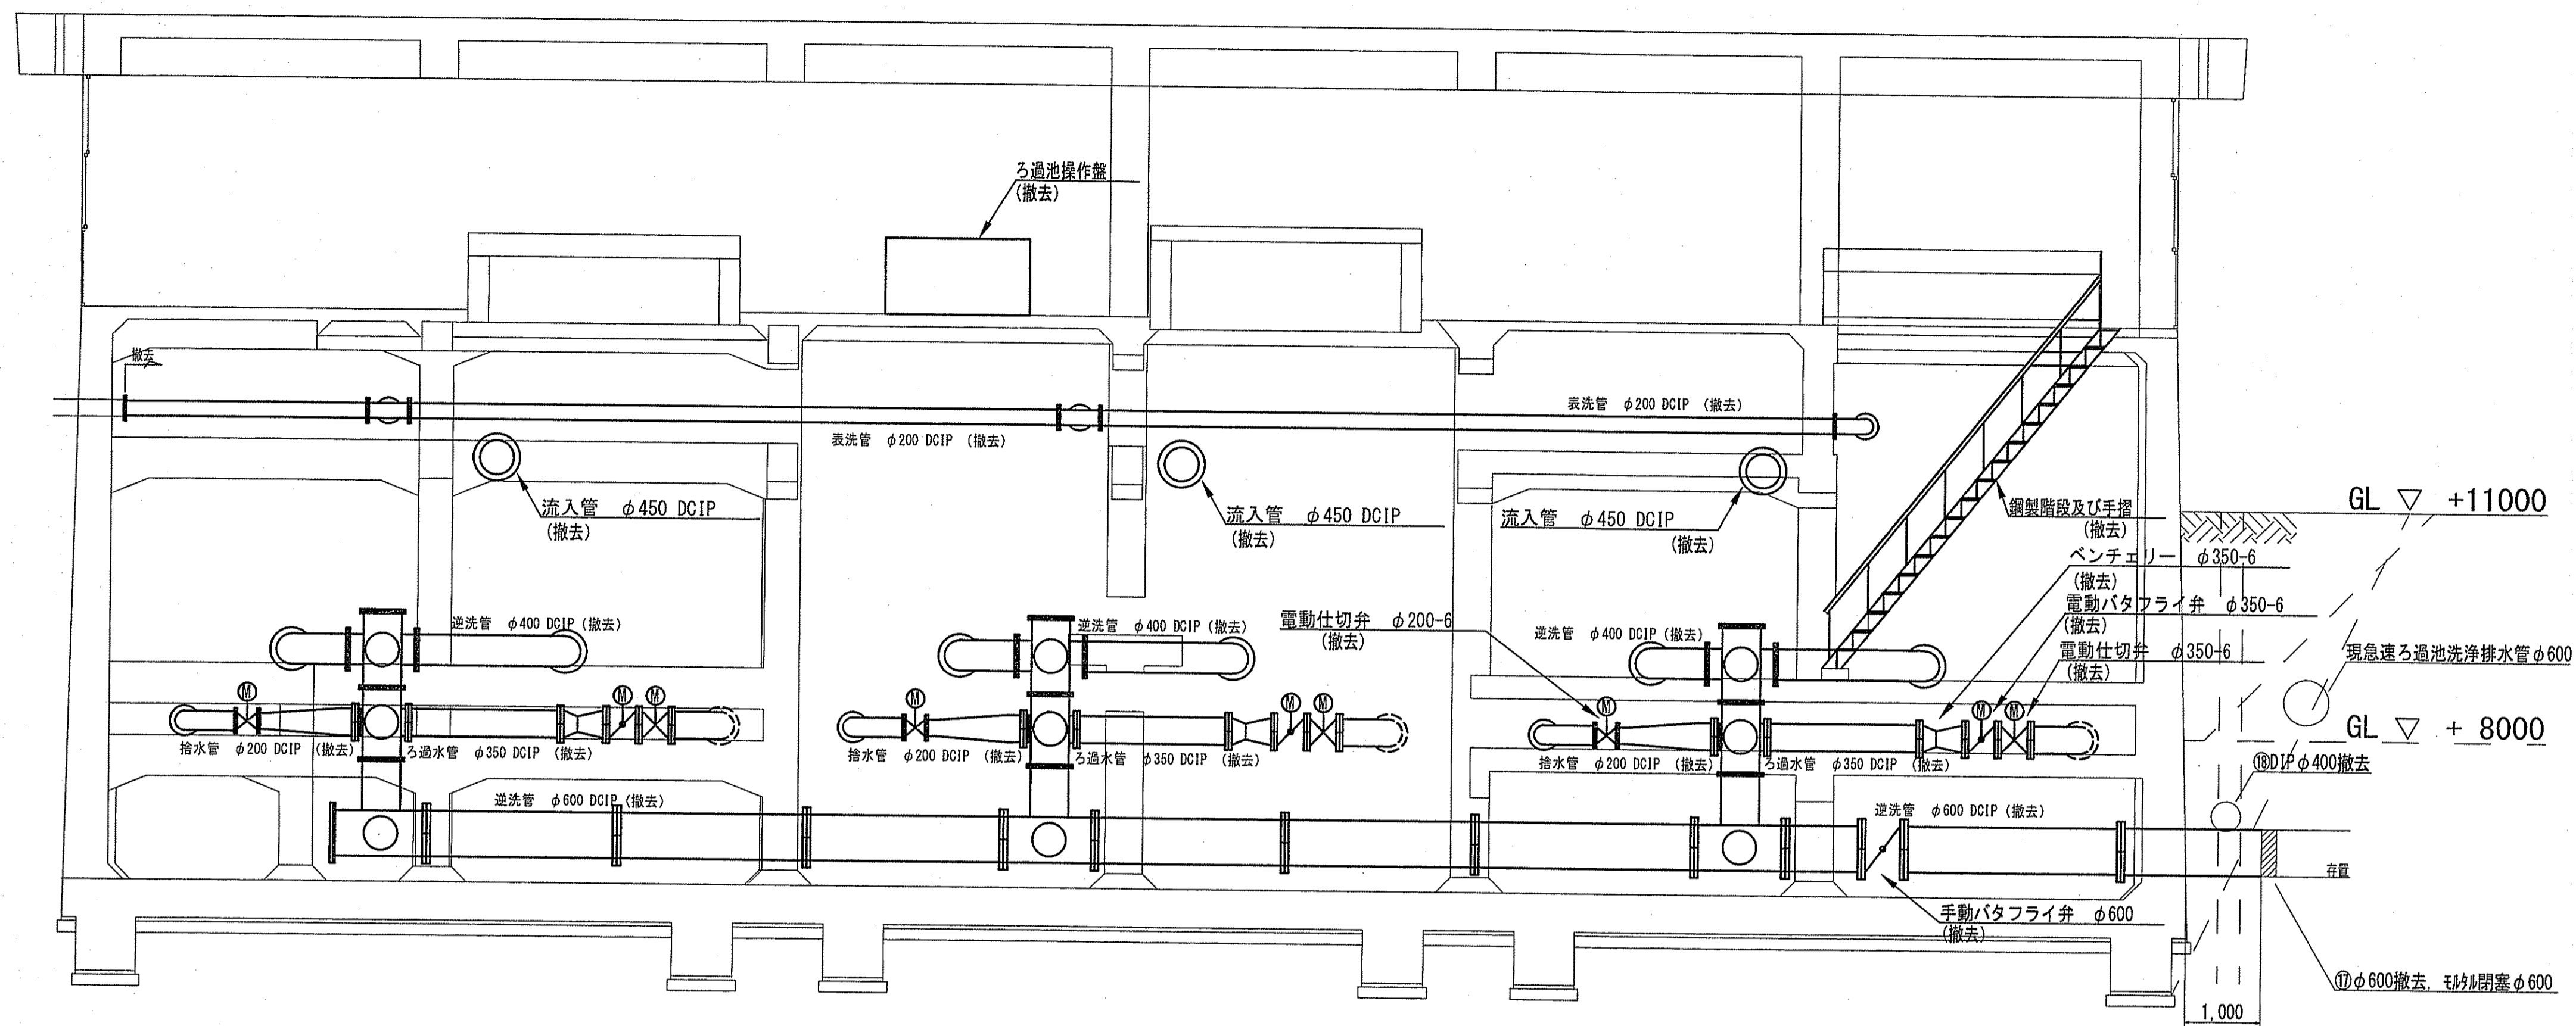 ろ過池操作盤
(撤去)
撤去
表洗管 φ200 DCIP (撤去)
表洗管 φ200 DCIP (撤去)
流入管 φ450 DCIP
(撤去)
流入管 φ450 DCIP
(撤去)
流入管 φ450 DCIP
(撤去)
鋼製階段及び手摺
(撤去)
GL ▽ +11000
ベンチェリー φ350-6
(撤去)
電動バタフライ弁 φ350-6
(撤去)
電動仕切弁 φ350-6
(撤去)
現急速ろ過池洗浄排水管φ600
GL ▽ + 8000
⑱DIPφ400撤去
逆洗管 φ400 DCIP(撤去)
逆洗管 φ400 DCIP(撤去)
電動仕切弁 φ200-6
(撤去)
逆洗管 φ400 DCIP(撤去)
M
M
M
M
M
M
M
M
M
捨水管 φ200 DCIP (撤去)
ろ過水管 φ350 DCIP (撤去)
捨水管 φ200 DCIP (撤去)
ろ過水管 φ350 DCIP (撤去)
捨水管 φ200 DCIP (撤去)
ろ過水管 φ350 DCIP (撤去)
逆洗管 φ600 DCIP(撤去)
逆洗管 φ600 DCIP(撤去)
存置
手動バタフライ弁 φ600
(撤去)
⑰φ600撤去, モルタル閉塞φ600
1,000